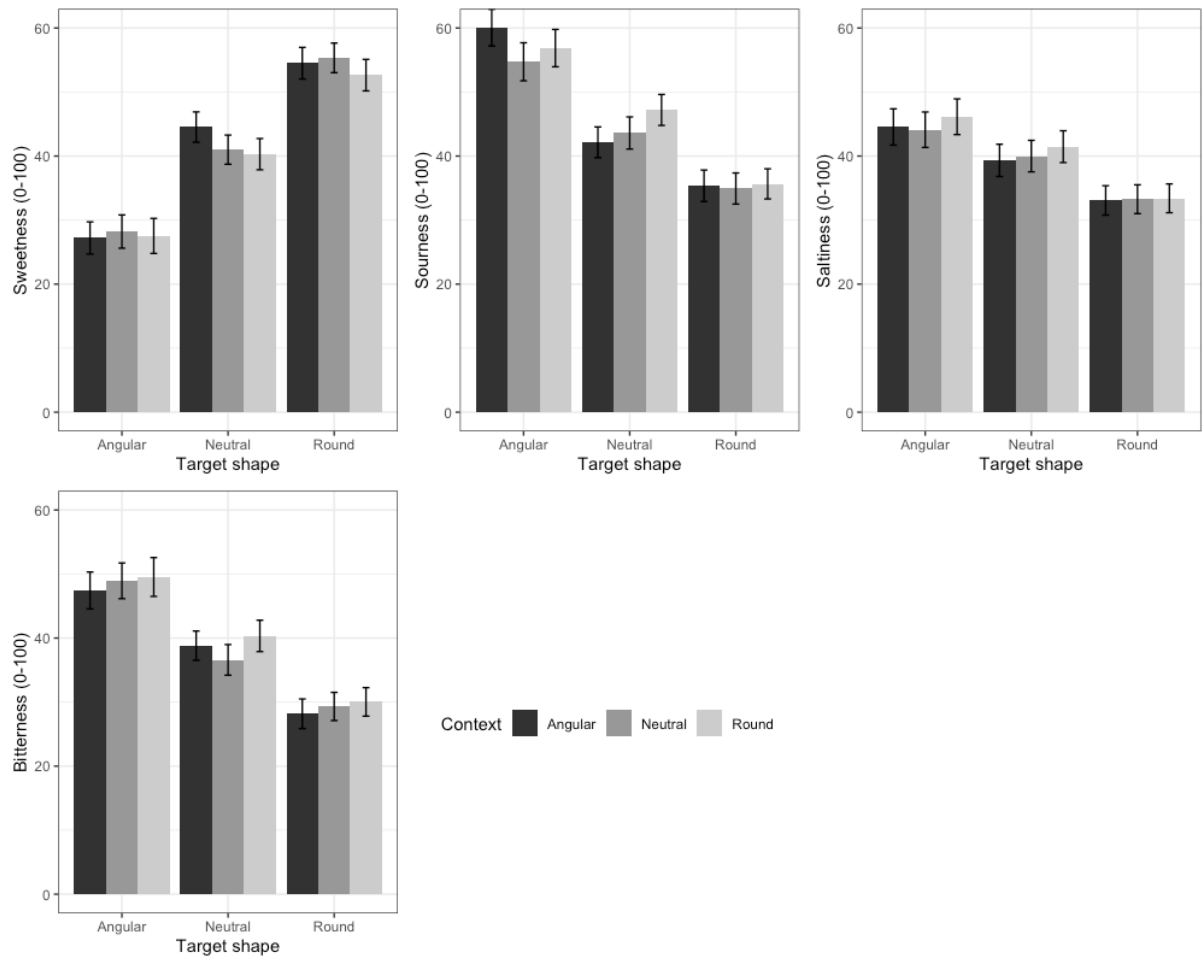 Sweetness (0-100)
60
40
20
0
Angular Neutral Round
Target shape
Sourness (0-100)
60
40
20
0
Angular Neutral Round
Target shape
Saltiness (0-100)
60
40
20
0
Angular Neutral Round
Target shape
Bitterness (0-100)
60
40
20
0
Angular Neutral Round
Target shape
Context Angular Neutral Round